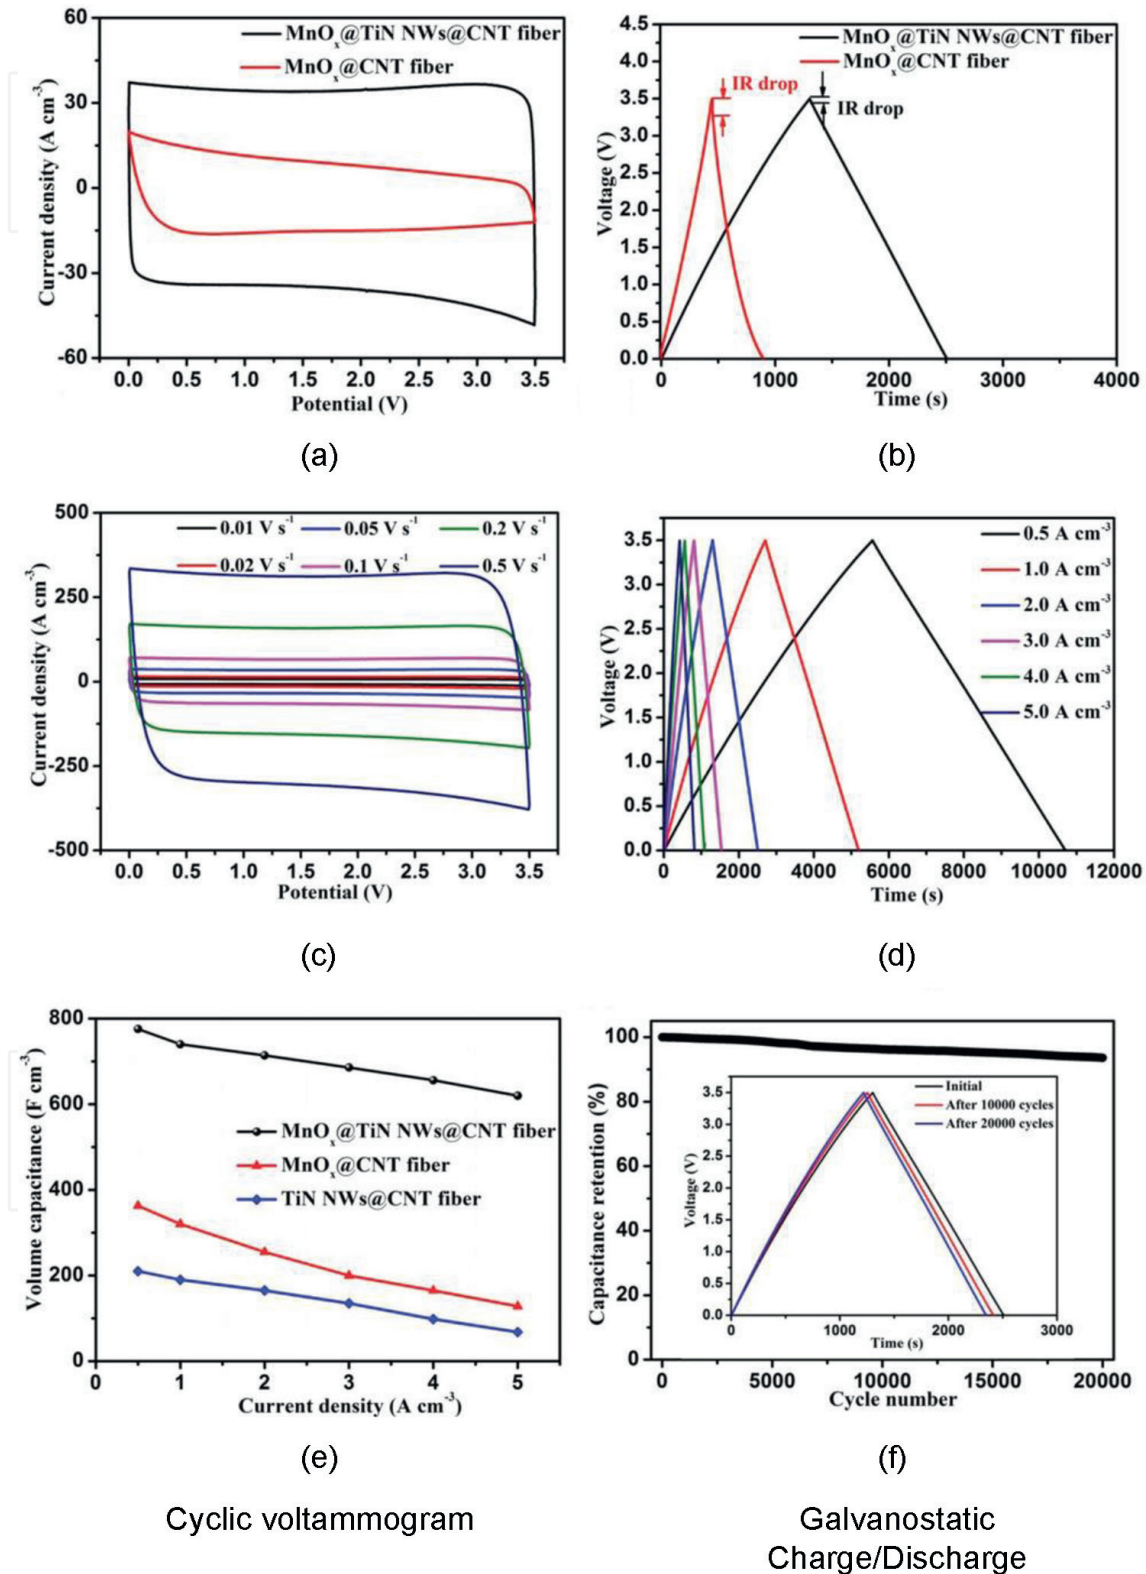 60
30
0
-30
-60
Current density (A cm⁻³)
MnOₓ@TiN NWs@CNT fiber
MnOₓ@CNT fiber
0.0 0.5 1.0 1.5 2.0 2.5 3.0 3.5
Potential (V)
(a)
4.5
4.0
3.5
3.0
2.5
2.0
1.5
1.0
0.5
0.0
Voltage (V)
MnOₓ@TiN NWs@CNT fiber
MnOₓ@CNT fiber
IR drop
IR drop
0 1000 2000 3000 4000
Time (s)
(b)
500
250
0
-250
-500
Current density (A cm⁻³)
0.01 V s⁻¹ 0.05 V s⁻¹ 0.2 V s⁻¹
0.02 V s⁻¹ 0.1 V s⁻¹ 0.5 V s⁻¹
0.0 0.5 1.0 1.5 2.0 2.5 3.0 3.5
Potential (V)
(c)
3.5
3.0
2.5
2.0
1.5
1.0
0.5
0.0
Voltage (V)
0.5 A cm⁻³
1.0 A cm⁻³
2.0 A cm⁻³
3.0 A cm⁻³
4.0 A cm⁻³
5.0 A cm⁻³
0 2000 4000 6000 8000 10000 12000
Time (s)
(d)
800
600
400
200
0
Volume capacitance (F cm⁻³)
MnOₓ@TiN NWs@CNT fiber
MnOₓ@CNT fiber
TiN NWs@CNT fiber
0 1 2 3 4 5
Current density (A cm⁻³)
(e)
100
80
60
40
20
0
Capacitance retention (%)
3.5
3.0
2.5
2.0
1.5
1.0
0.5
0.0
Voltage (V)
Initial
After 10000 cycles
After 20000 cycles
0 1000 2000 3000
Time (s)
0 5000 10000 15000 20000
Cycle number
(f)
Cyclic voltammogram
Galvanostatic
Charge/Discharge